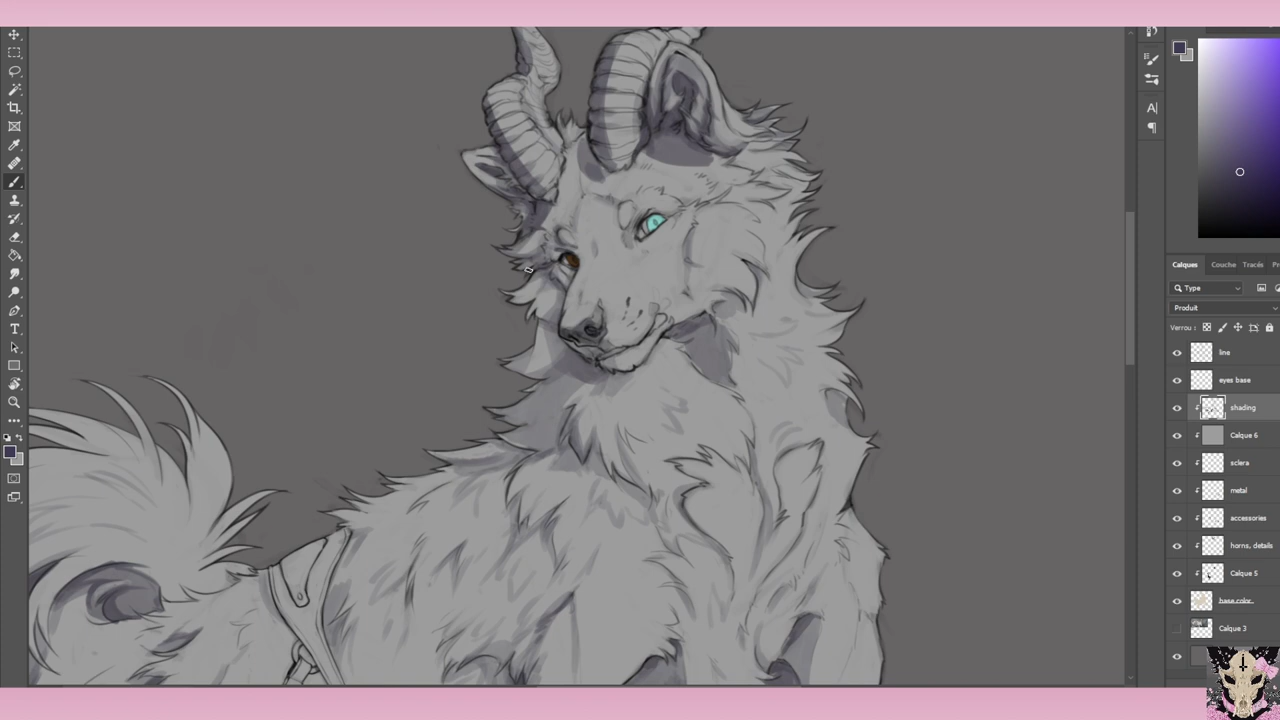 Calques Couche Tracés
Type
Produit
Verrou :
line
eyes base
shading
Calque 6
sclera
metal
accessories
horns, details
Calque 5
base color
Calque 3